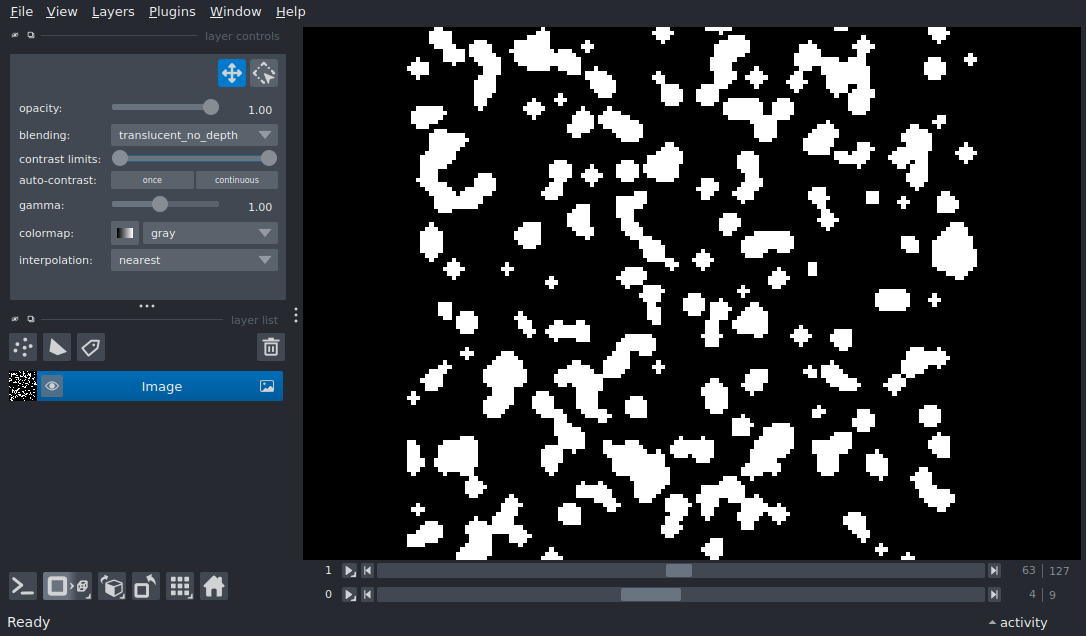 File View Layers Plugins Window Help
layer controls
opacity: 1.00
blending: translucent_no_depth
contrast limits:
auto-contrast: once continuous
gamma: 1.00
colormap: gray
interpolation: nearest
layer list
Image
1 63 127
0 4 9
Ready activity